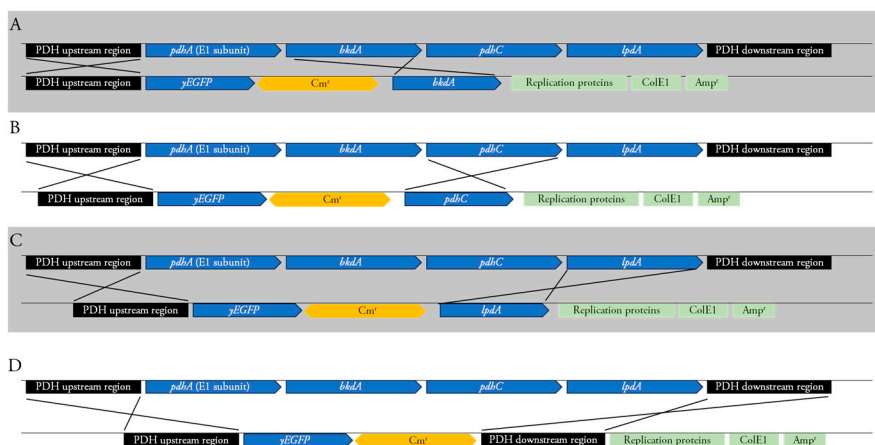 A
PDH upstream region pdhA (E1 subunit) bkdA pdhC lpdA PDH downstream region
PDH upstream region yEGFP Cmʳ bkdA Replication proteins ColE1 Ampʳ
B
PDH upstream region pdhA (E1 subunit) bkdA pdhC lpdA PDH downstream region
PDH upstream region yEGFP Cmʳ pdhC Replication proteins ColE1 Ampʳ
C
PDH upstream region pdhA (E1 subunit) bkdA pdhC lpdA PDH downstream region
PDH upstream region yEGFP Cmʳ lpdA Replication proteins ColE1 Ampʳ
D
PDH upstream region pdhA (E1 subunit) bkdA pdhC lpdA PDH downstream region
PDH upstream region yEGFP Cmʳ PDH downstream region Replication proteins ColE1 Ampʳ